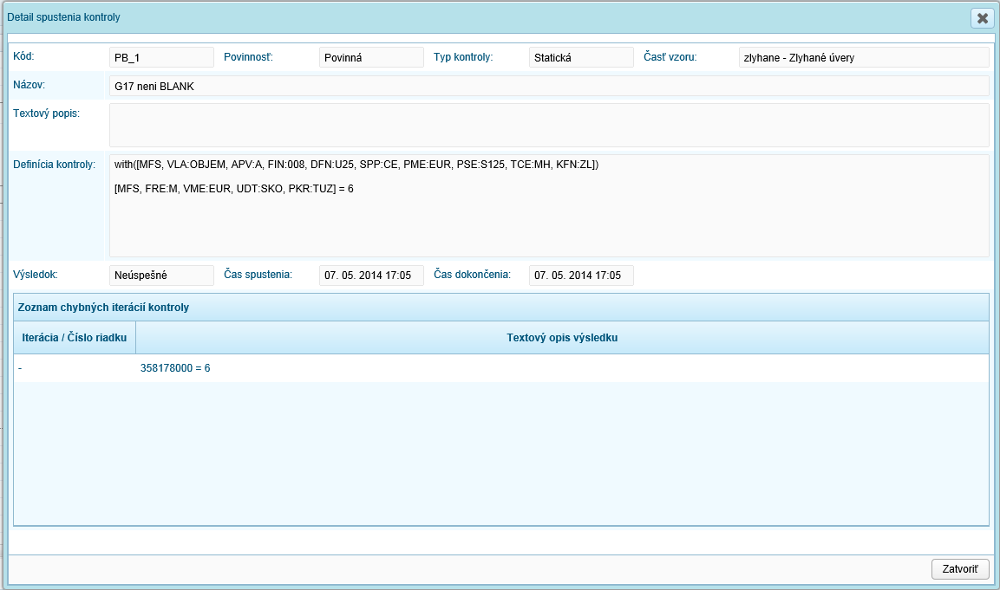 Detail spustenia kontroly
Kód: PB_1 Povinnosť: Povinná Typ kontroly: Statická Časť vzoru: zlyhane - Zlyhané úvery
Názov: G17 neni BLANK
Textový popis:
Definícia kontroly: with([MFS, VLA:OBJEM, APV:A, FIN:008, DFN:U25, SPP:CE, PME:EUR, PSE:S125, TCE:MH, KFN:ZL])
[MFS, FRE:M, VME:EUR, UDT:SKO, PKR:TUZ] = 6
Výsledok: Neúspešné Čas spustenia: 07. 05. 2014 17:05 Čas dokončenia: 07. 05. 2014 17:05
Zoznam chybných iterácií kontroly
Iterácia / Číslo riadku Textový opis výsledku
- 358178000 = 6
Zatvoriť